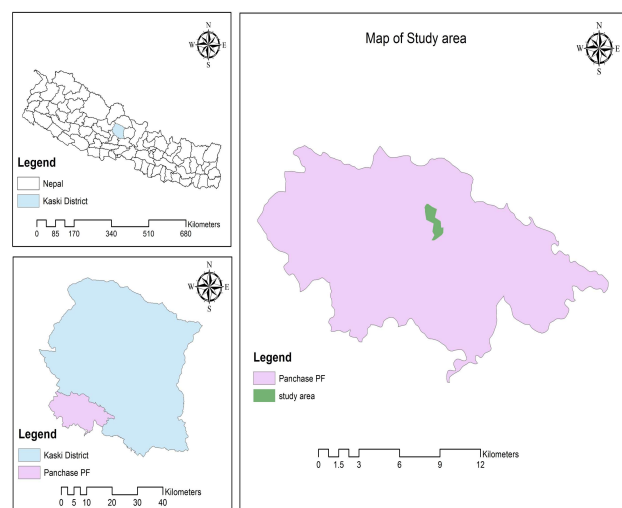 N
W E
S
Legend
Nepal
Kaski District
Kilometers
0 85 170 340 510 680
N
W E
S
Legend
Kaski District
Panchase PF
Kilometers
0 5 10 20 30 40
Map of Study area
N
W E
S
Legend
Panchase PF
study area
Kilometers
0 1.5 3 6 9 12